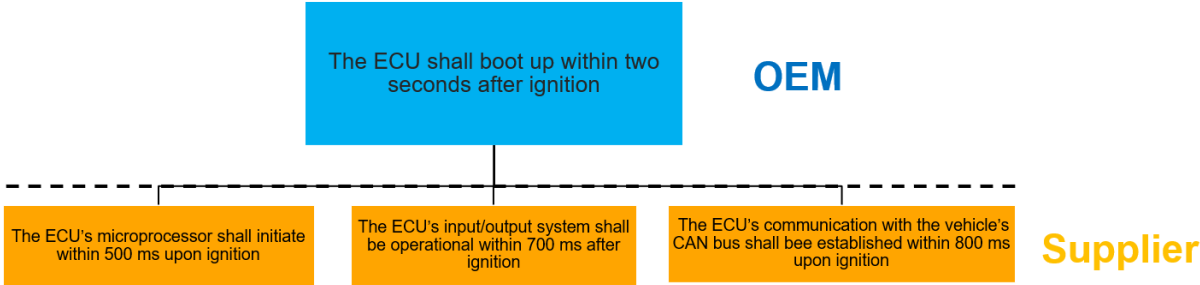 The ECU shall boot up within two
seconds after ignition
OEM
The ECU's microprocessor shall initiate
within 500 ms upon ignition
The ECU's input/output system shall
be operational within 700 ms after
ignition
The ECU's communication with the vehicle's
CAN bus shall bee established within 800 ms
upon ignition
Supplier